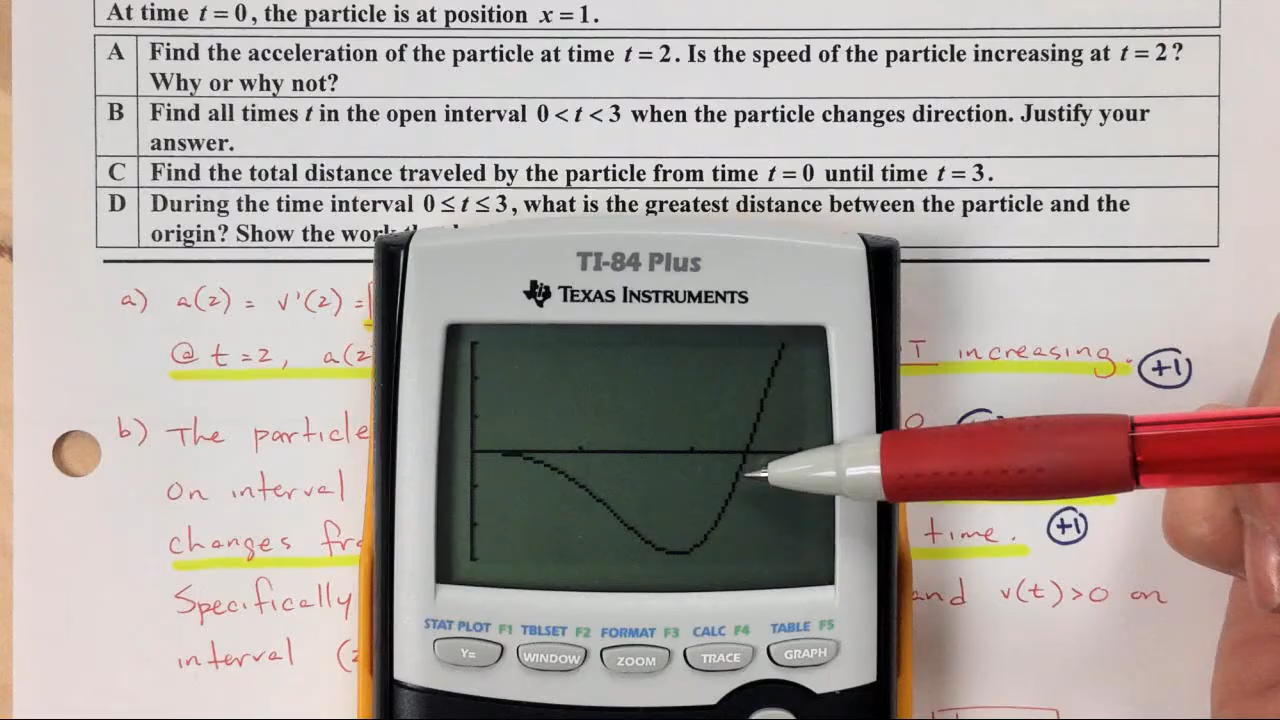 At time t = 0, the particle is at position x = 1.
A Find the acceleration of the particle at time t = 2. Is the speed of the particle increasing at t = 2?
Why or why not?
B Find all times t in the open interval 0 < t < 3 when the particle changes direction. Justify your
answer.
C Find the total distance traveled by the particle from time t = 0 until time t = 3.
D During the time interval 0 ≤ t ≤ 3, what is the greatest distance between the particle and the
origin? Show the work
TI-84 Plus
TEXAS INSTRUMENTS
a) a(2) = v'(2) =
@ t=2, a(2 increasing. +1
b) The particle
On interval
changes time. +1
Specifically and v(t)>0 on
interval
STAT PLOT F1 TBLSET F2 FORMAT F3 CALC F4 TABLE F5
Y= WINDOW ZOOM TRACE GRAPH